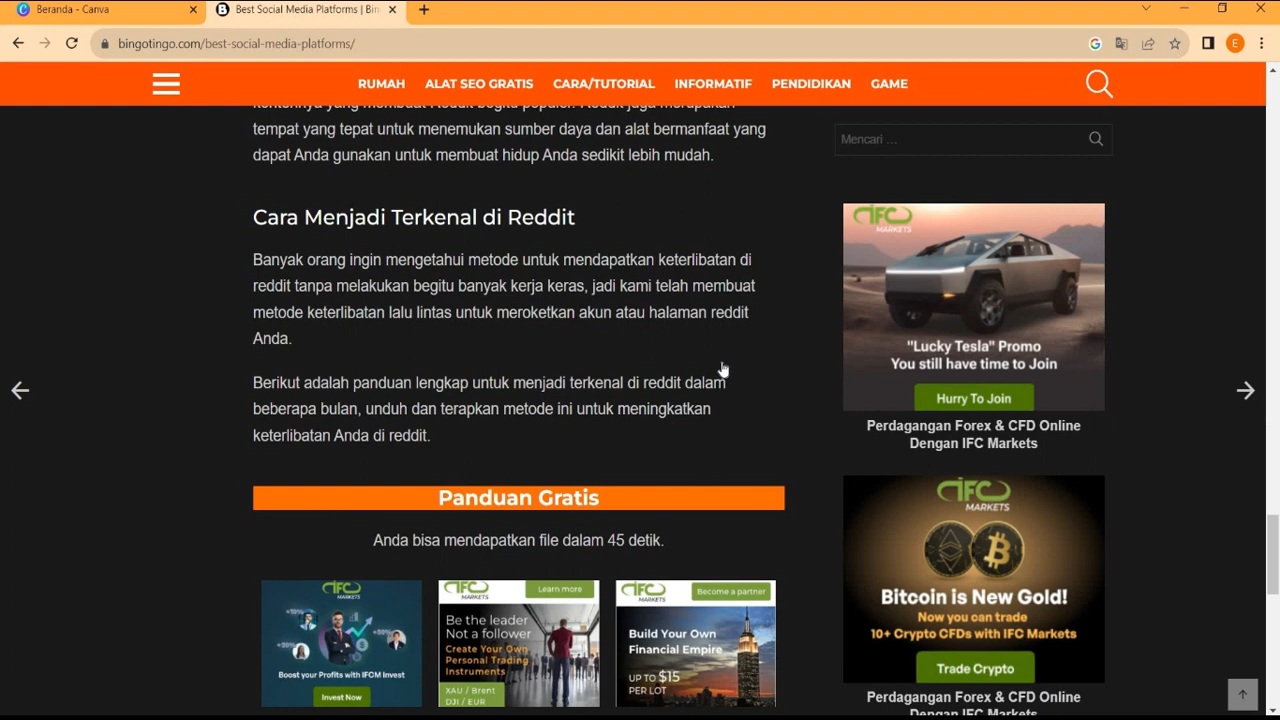 Beranda - Canva
Best Social Media Platforms | Bin
bingotingo.com/best-social-media-platforms/
E
RUMAH
ALAT SEO GRATIS
CARA/TUTORIAL
INFORMATIF
PENDIDIKAN
GAME
tempat yang tepat untuk menemukan sumber daya dan alat bermanfaat yang
dapat Anda gunakan untuk membuat hidup Anda sedikit lebih mudah.
Cara Menjadi Terkenal di Reddit
Banyak orang ingin mengetahui metode untuk mendapatkan keterlibatan di
reddit tanpa melakukan begitu banyak kerja keras, jadi kami telah membuat
metode keterlibatan lalu lintas untuk meroketkan akun atau halaman reddit
Anda.
Berikut adalah panduan lengkap untuk menjadi terkenal di reddit dalam
beberapa bulan, unduh dan terapkan metode ini untuk meningkatkan
keterlibatan Anda di reddit.
Panduan Gratis
Anda bisa mendapatkan file dalam 45 detik.
IFC
MARKETS
Boost your Profits with IFCM Invest
Invest Now
IFC
MARKETS
Learn more
Be the leader
Not a follower
Create Your Own
Personal Trading
Instruments
XAU / Brent
DJI / EUR
IFC
MARKETS
Become a partner
Build Your Own
Financial Empire
UP TO $15
PER LOT
Mencari ...
IFC
MARKETS
"Lucky Tesla" Promo
You still have time to Join
Hurry To Join
Perdagangan Forex & CFD Online
Dengan IFC Markets
IFC
MARKETS
Bitcoin is New Gold!
Now you can trade
10+ Crypto CFDs with IFC Markets
Trade Crypto
Perdagangan Forex & CFD Online
Dengan IFC Markets